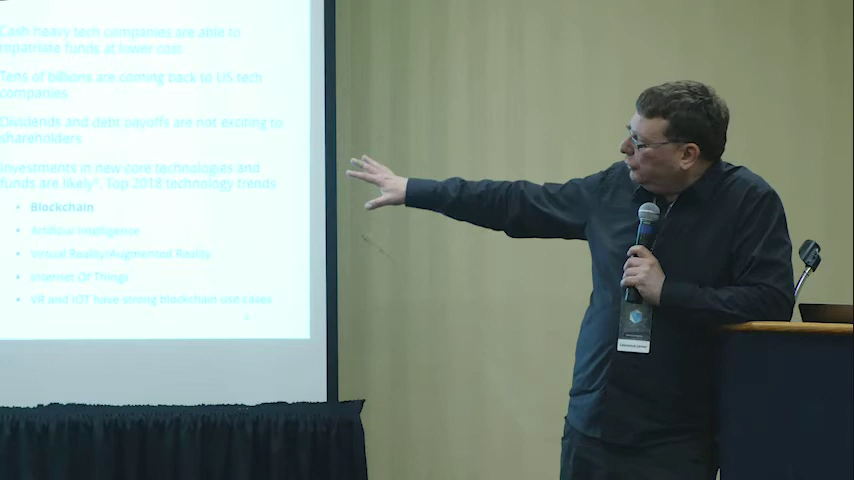 Cash heavy tech companies are able to
repatriate funds at lower cost
Tens of billions are coming back to US tech
companies
Dividends and debt payoffs are not exciting to
shareholders
Investments in new core technologies and
funds are likely Top 2018 technology trends
• Blockchain
• Artificial Intelligence
• Virtual Reality/Augmented Reality
• Internet Of Things
• VR and IOT have strong blockchain use cases